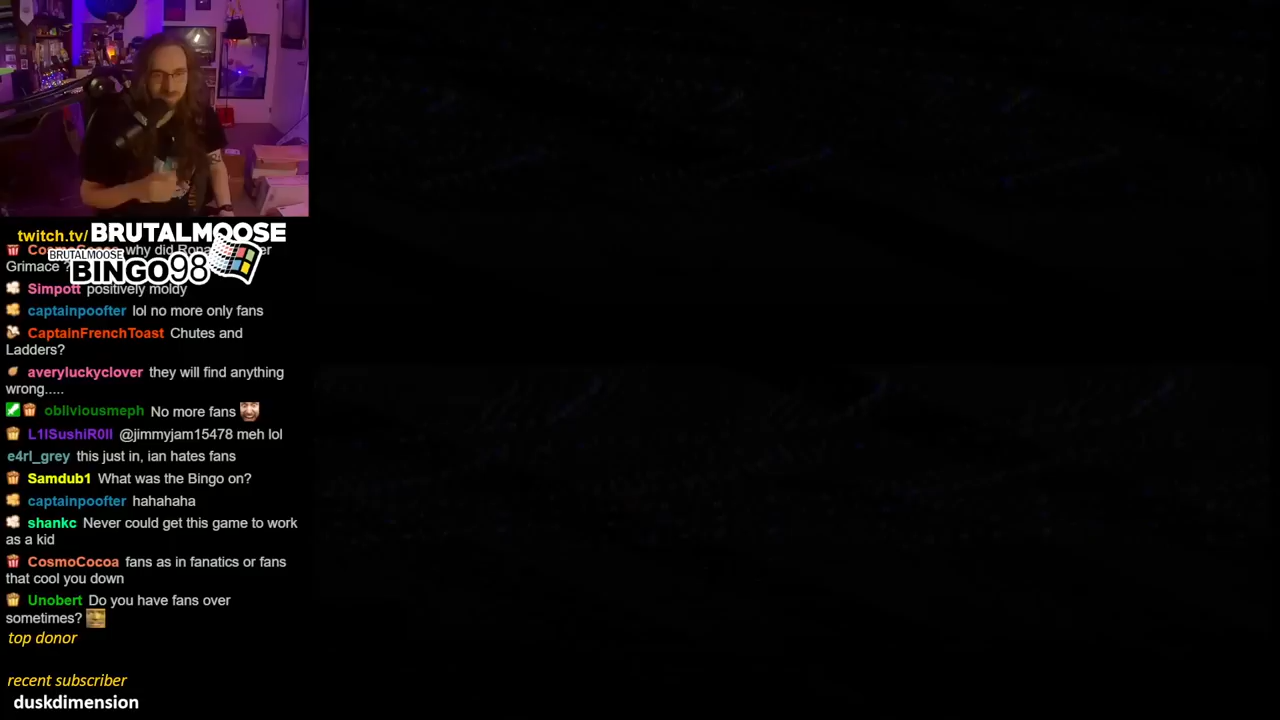 twitch.tv/BRUTALMOOSE
CosmoCocoa why did
Grimace ?
BRUTALMOOSE
BINGO98
Simpott positively moldy
captainpoofter lol no more only fans
CaptainFrenchToast Chutes and
Ladders?
averyluckyclover they will find anything
wrong.....
obliviousmeph No more fans
L1lSushiR0ll @jimmyjam15478 meh lol
e4rl_grey this just in, ian hates fans
Samdub1 What was the Bingo on?
captainpoofter hahahaha
shankc Never could get this game to work
as a kid
CosmoCocoa fans as in fanatics or fans
that cool you down
Unobert Do you have fans over
sometimes?
top donor
recent subscriber
duskdimension